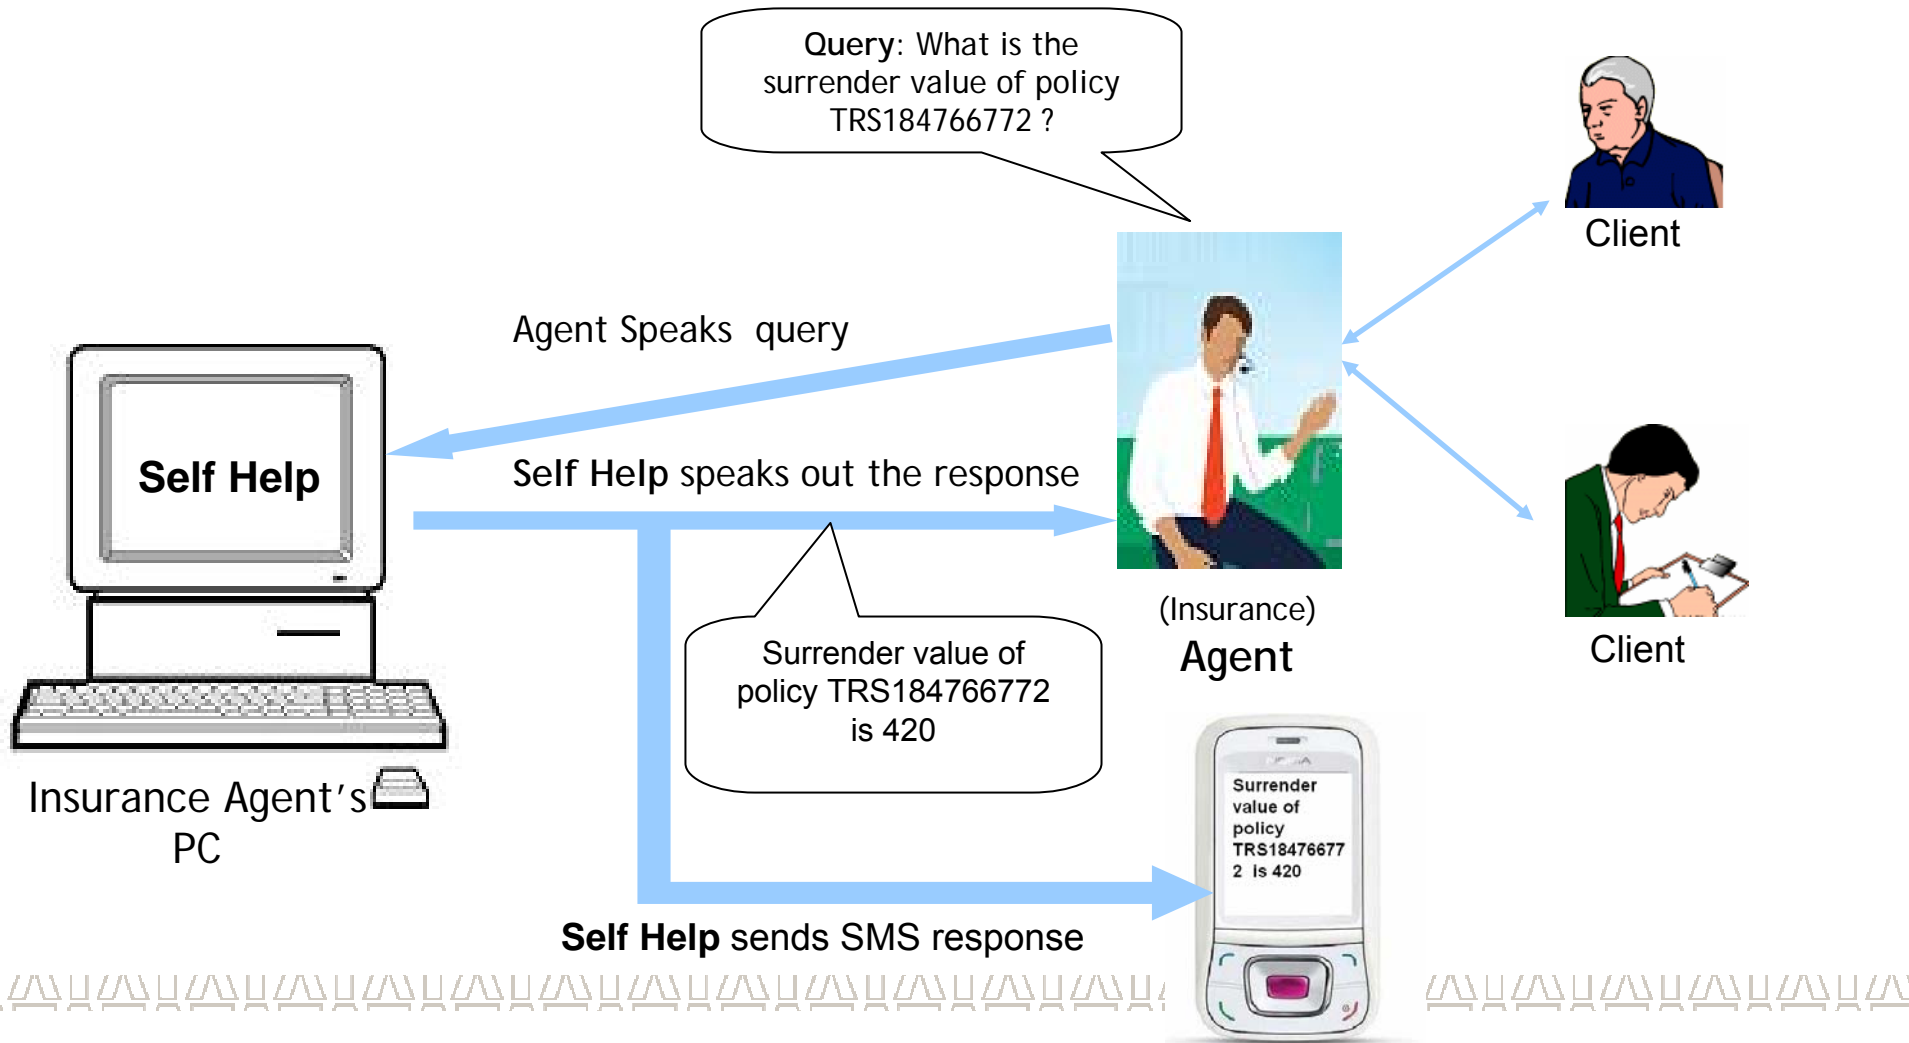 Query: What is the
surrender value of policy
TRS184766772 ?
Client
Agent Speaks query
Self Help
Self Help speaks out the response
Surrender value of
policy TRS184766772
is 420
(Insurance)
Agent
Client
Insurance Agent's
PC
Surrender
value of
policy
TRS18476677
2 is 420
Self Help sends SMS response